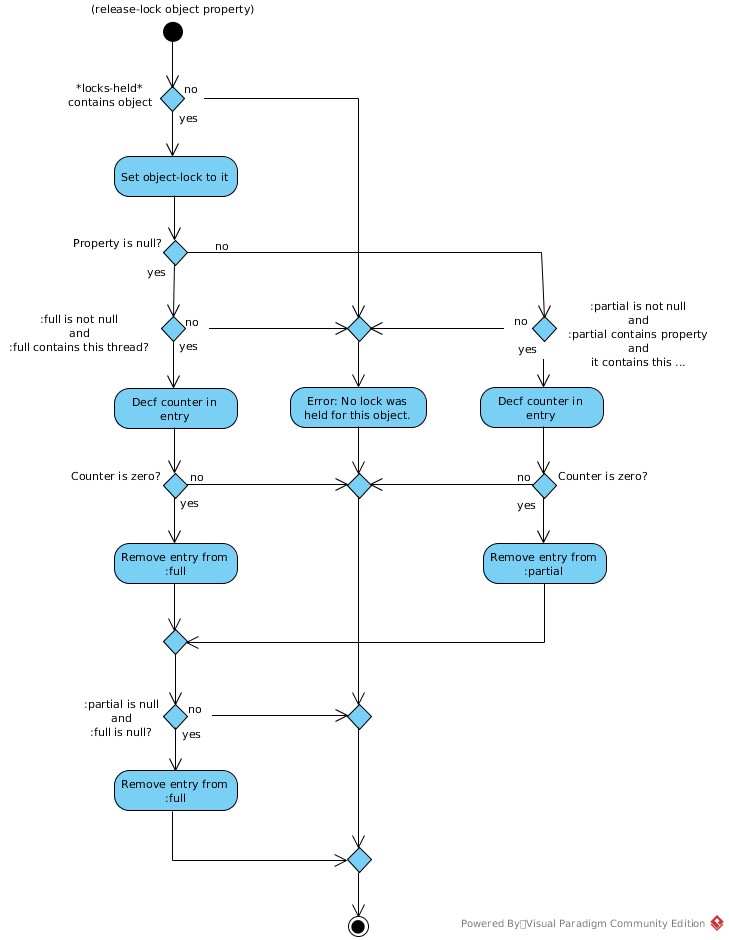 (release-lock object property)
*locks-held*
contains object
no
yes
Set object-lock to it
Property is null?
no
yes
:full is not null
and
:full contains this thread?
no
yes
:partial is not null
and
:partial contains property
and
it contains this ...
no
yes
Decf counter in
entry
Error: No lock was
held for this object.
Decf counter in
entry
Counter is zero?
no
yes
no
Counter is zero?
yes
Remove entry from
:full
Remove entry from
:partial
:partial is null
and
:full is null?
no
yes
Remove entry from
:full
Powered By Visual Paradigm Community Edition